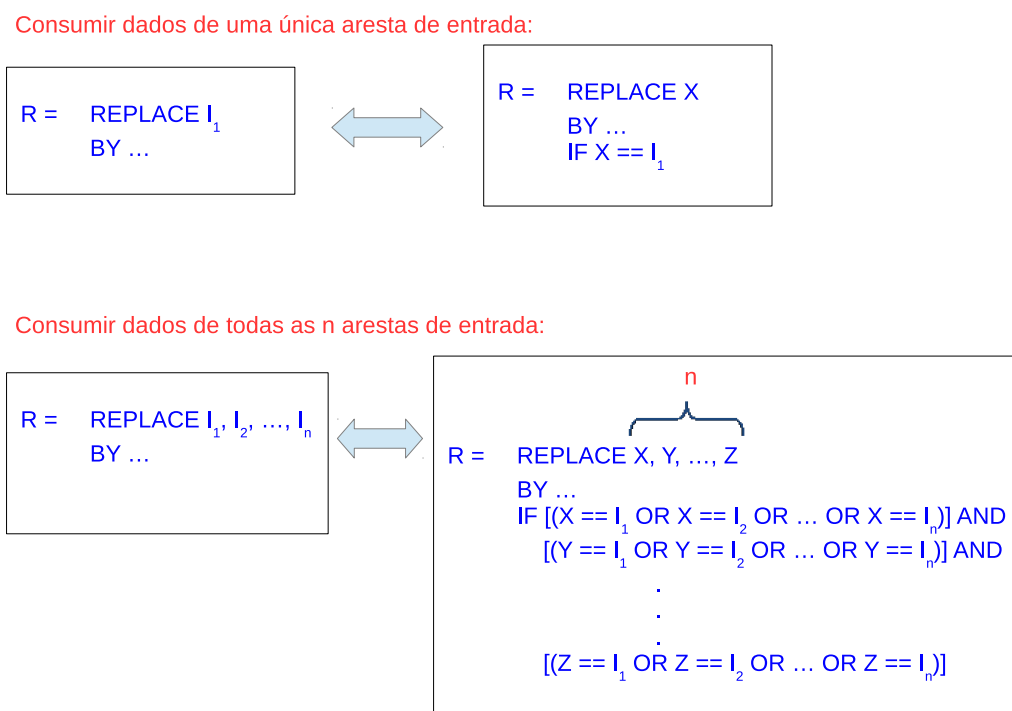 Consumir dados de uma única aresta de entrada:
R = REPLACE I₁
BY …
R = REPLACE X
BY …
IF X == I₁
Consumir dados de todas as n arestas de entrada:
R = REPLACE I₁, I₂, …, Iₙ
BY …
n
R = REPLACE X, Y, …, Z
BY …
IF [(X == I₁ OR X == I₂ OR … OR X == Iₙ)] AND
[(Y == I₁ OR Y == I₂ OR … OR Y == Iₙ)] AND
.
.
.
[(Z == I₁ OR Z == I₂ OR … OR Z == Iₙ)]